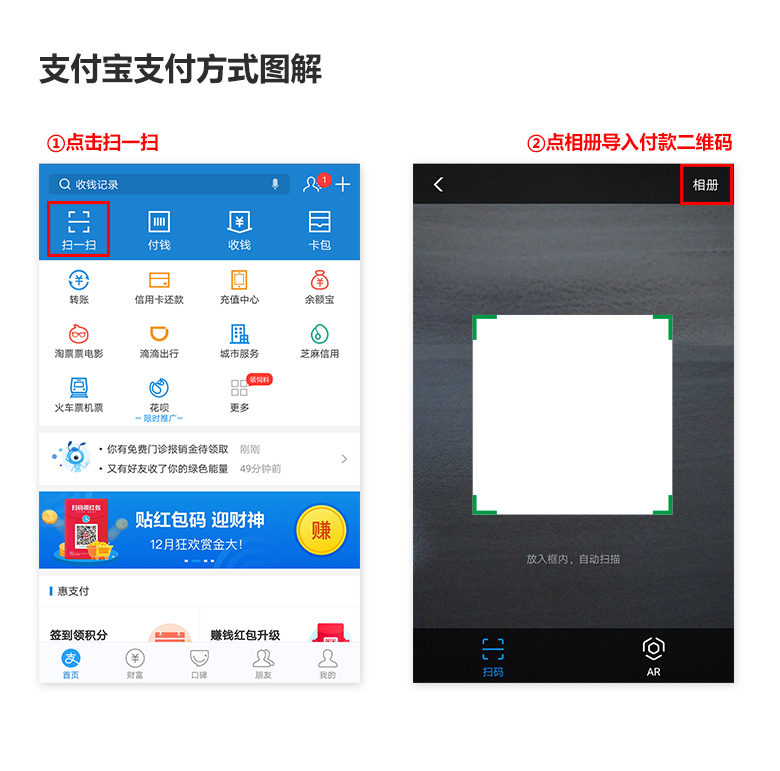 支付宝支付方式图解
①点击扫一扫
②点相册导入付款二维码
收钱记录
1
扫一扫 付钱 收钱 卡包
转账 信用卡还款 充值中心 余额宝
淘票票电影 滴滴出行 城市服务 芝麻信用
领饲料
火车票机票 花呗 更多
限时推广
你有免费门诊报销金待领取 刚刚
又有好友收了你的绿色能量 49分钟前
扫码领红包
贴红包码 迎财神
12月狂欢赏金大！
赚
惠支付
签到领积分 赚钱红包升级
支
首页 财富 口碑 朋友 我的
相册
放入框内，自动扫描
扫码 AR